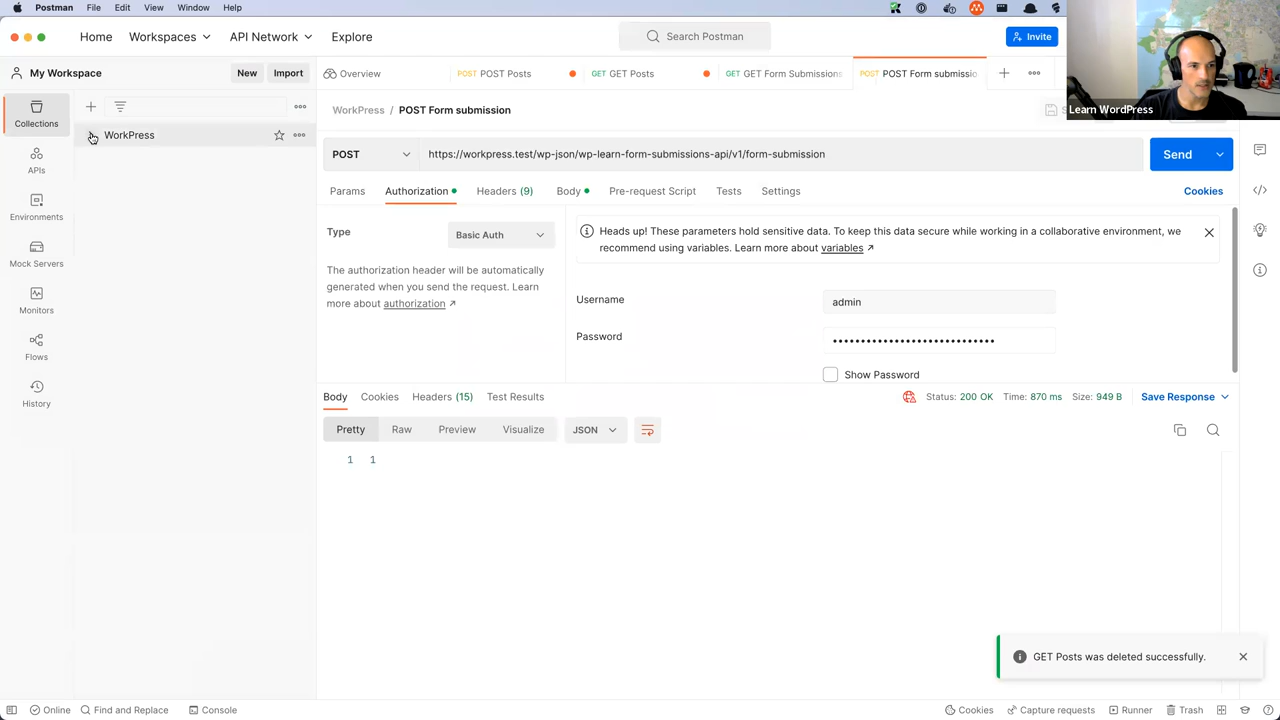 Postman File Edit View Window Help
Home Workspaces API Network Explore Search Postman Invite
My Workspace New Import Overview POST POST Posts GET GET Posts GET GET Form Submissions POST POST Form submissio
Learn WordPress
Collections
WorkPress
APIs
Environments
Mock Servers
Monitors
Flows
History
WorkPress / POST Form submission
POST https://workpress.test/wp-json/wp-learn-form-submissions-api/v1/form-submission Send
Params Authorization Headers (9) Body Pre-request Script Tests Settings Cookies
Type Basic Auth
The authorization header will be automatically
generated when you send the request. Learn
more about authorization ↗
Heads up! These parameters hold sensitive data. To keep this data secure while working in a collaborative environment, we
recommend using variables. Learn more about variables ↗
Username admin
Password •••••••••••••••••••••••••••••
Show Password
Body Cookies Headers (15) Test Results Status: 200 OK Time: 870 ms Size: 949 B Save Response
Pretty Raw Preview Visualize JSON
1 1
GET Posts was deleted successfully.
Online Find and Replace Console Cookies Capture requests Runner Trash